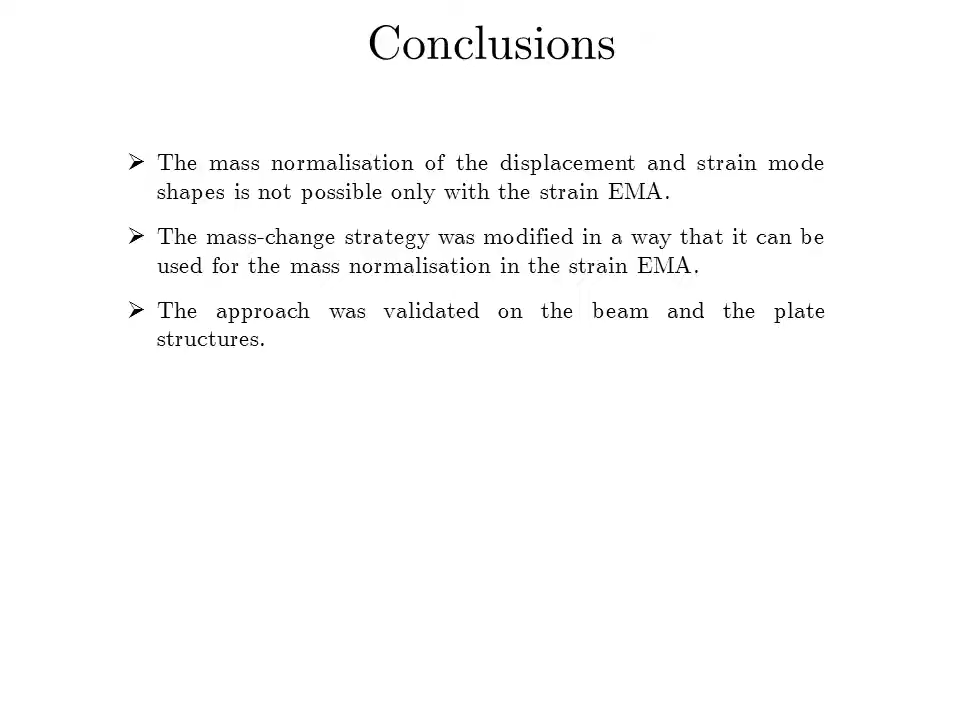 Conclusions
➢ The mass normalisation of the displacement and strain mode
shapes is not possible only with the strain EMA.
➢ The mass-change strategy was modified in a way that it can be
used for the mass normalisation in the strain EMA.
➢ The approach was validated on the beam and the plate
structures.